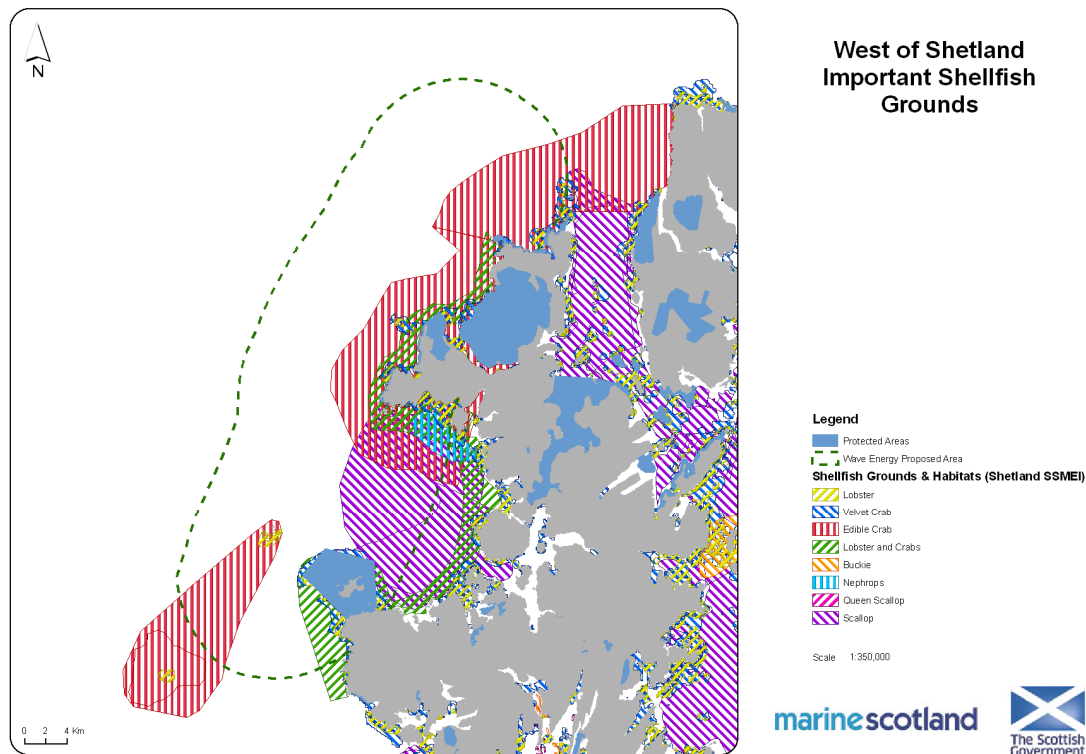 N
West of Shetland
Important Shellfish
Grounds
Legend
Protected Areas
Wave Energy Proposed Area
Shellfish Grounds & Habitats (Shetland SSMEI)
Lobster
Velvet Crab
Edible Crab
Lobster and Crabs
Buckie
Nephrops
Queen Scallop
Scallop
Scale 1:350,000
0 2 4 Km
marinescotland
The Scottish
Government